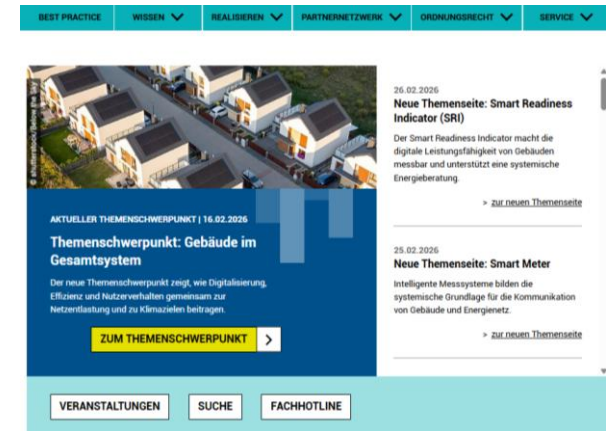 BEST PRACTICE WISSEN REALISIEREN PARTNERNETZWERK ORDNUNGSRECHT SERVICE
© shutterstock/Below the Sky
AKTUELLER THEMENSCHWERPUNKT | 16.02.2026
Themenschwerpunkt: Gebäude im
Gesamtsystem
Der neue Themenschwerpunkt zeigt, wie Digitalisierung,
Effizienz und Nutzerverhalten gemeinsam zur
Netzentlastung und zu Klimazielen beitragen.
ZUM THEMENSCHWERPUNKT >
26.02.2026
Neue Themenseite: Smart Readiness
Indicator (SRI)
Der Smart Readiness Indicator macht die
digitale Leistungsfähigkeit von Gebäuden
messbar und unterstützt eine systemische
Energieberatung.
> zur neuen Themenseite
25.02.2026
Neue Themenseite: Smart Meter
Intelligente Messsysteme bilden die
systemische Grundlage für die Kommunikation
von Gebäude und Energienetz.
> zur neuen Themenseite
VERANSTALTUNGEN SUCHE FACHHOTLINE